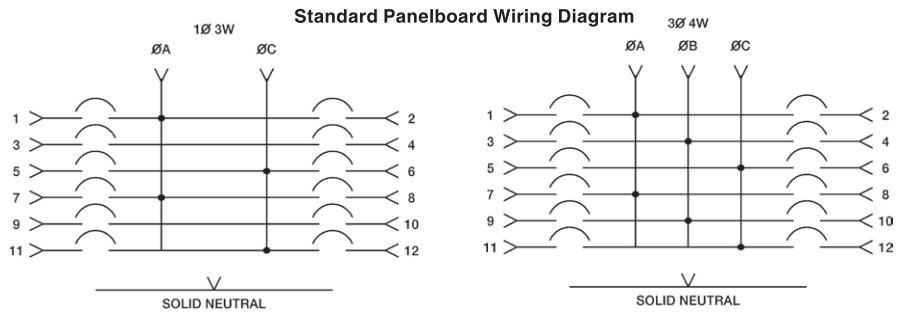 Standard Panelboard Wiring Diagram
1Ø 3W
ØA ØC
1 2
3 4
5 6
7 8
9 10
11 12
SOLID NEUTRAL
3Ø 4W
ØA ØB ØC
1 2
3 4
5 6
7 8
9 10
11 12
SOLID NEUTRAL